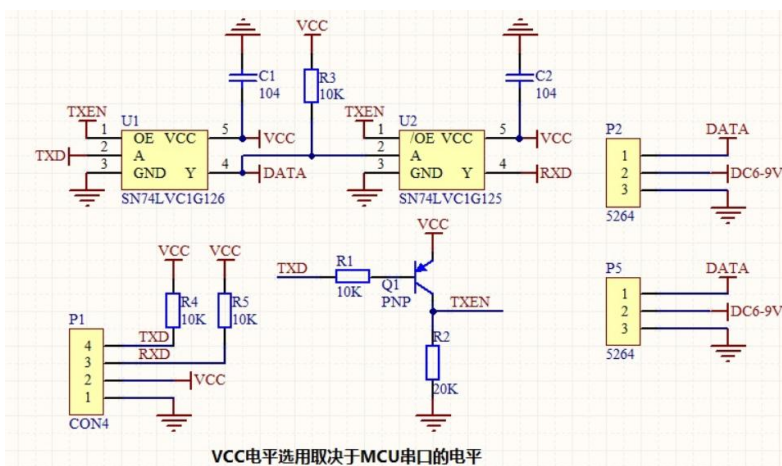 VCC
C1
104
R3
10K
C2
104
TXEN
U1
1
OE VCC
5
VCC
TXD
2
A
3
GND Y
4
DATA
SN74LVC1G126
TXEN
U2
1
/OE VCC
5
VCC
2
A
3
GND Y
4
RXD
SN74LVC1G125
P2
DATA
1
2
DC6-9V
3
5264
VCC VCC
R4
10K
R5
10K
P1
TXD
4
RXD
3
2
VCC
1
CON4
VCC
TXD
R1
10K
Q1
PNP
TXEN
R2
20K
P5
DATA
1
2
DC6-9V
3
5264
VCC电平选用取决于MCU串口的电平